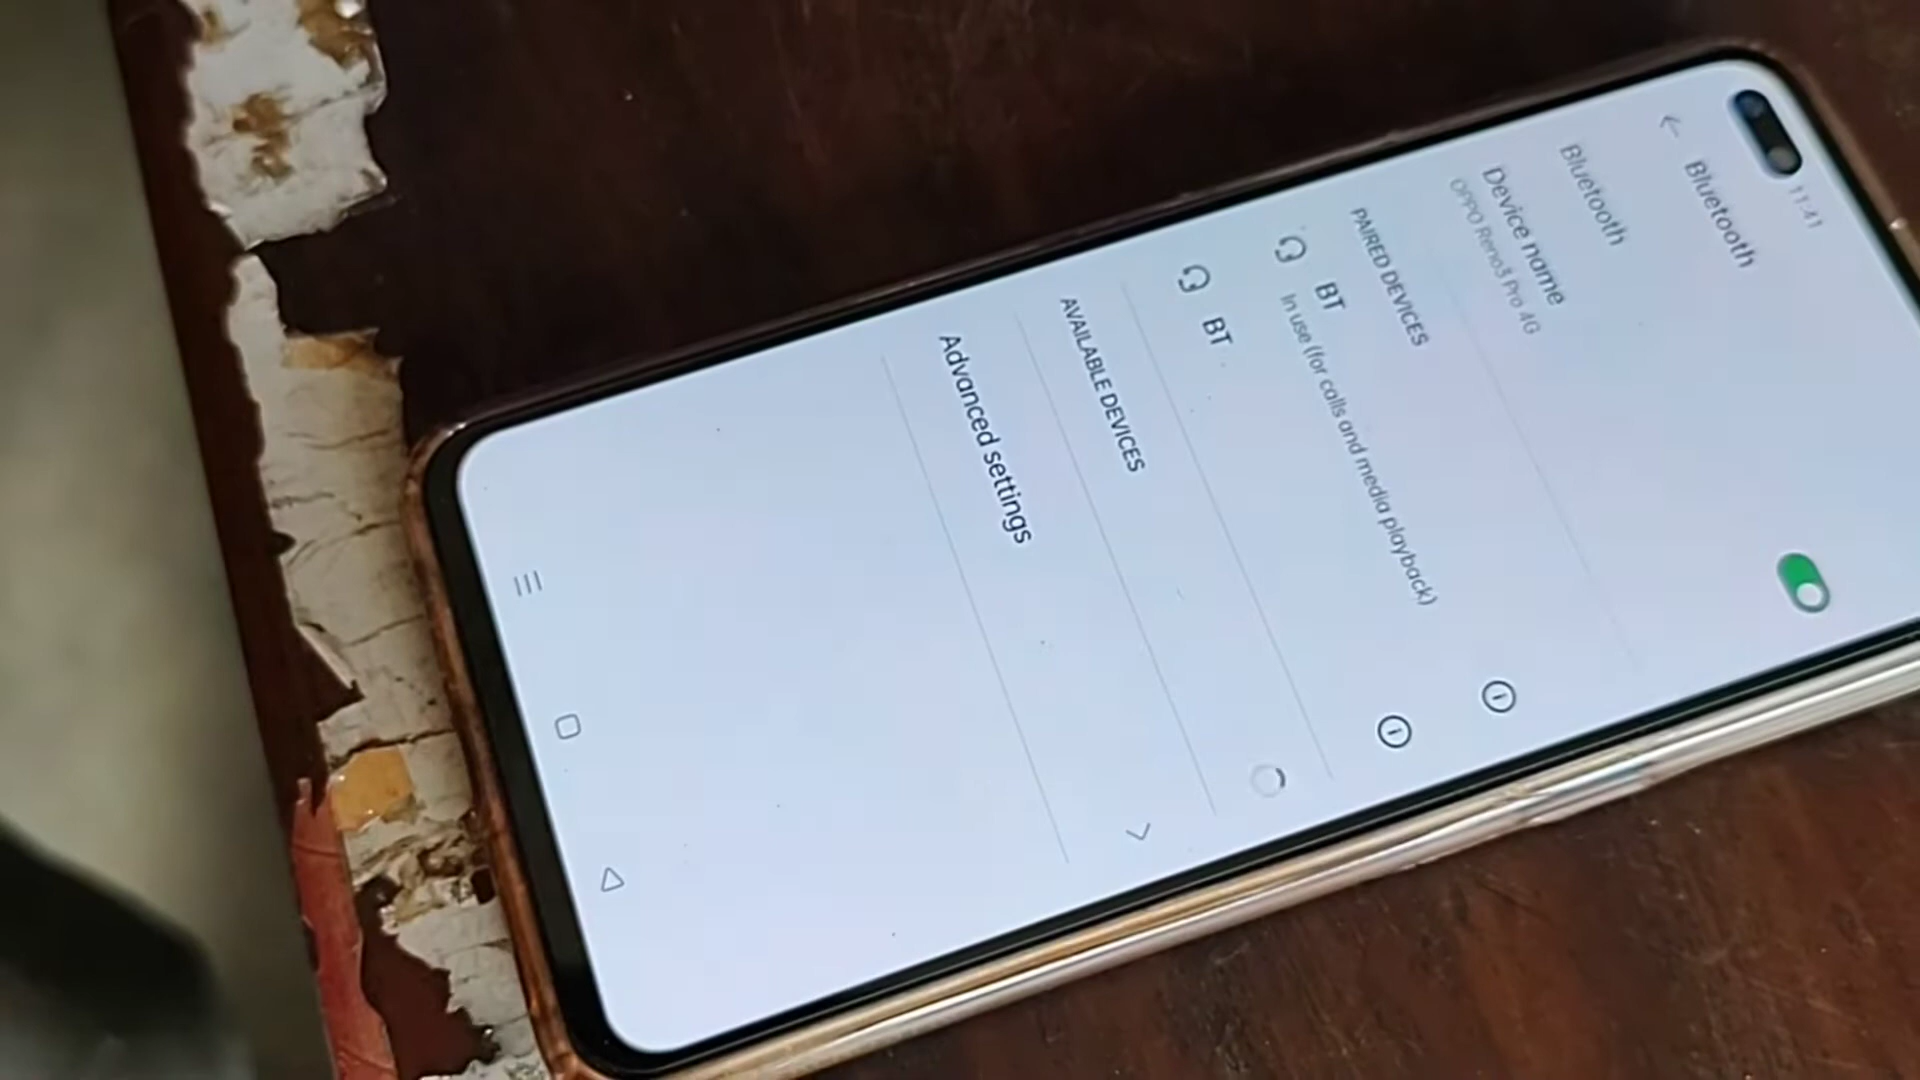 11:41
Bluetooth
Bluetooth
Device name
OPPO Reno3 Pro 4G
PAIRED DEVICES
BT
In use (for calls and media playback)
BT
AVAILABLE DEVICES
Advanced settings